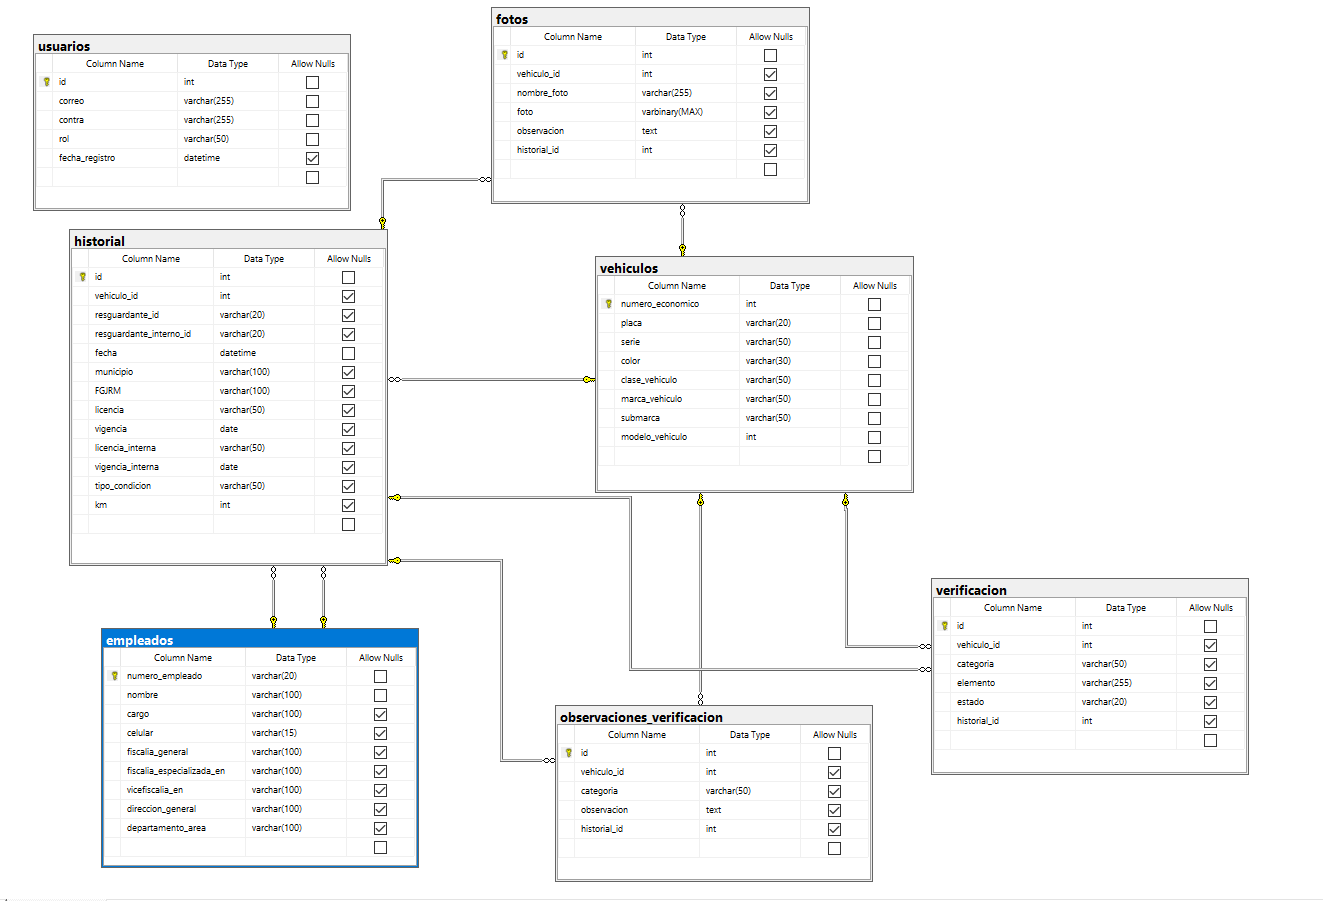 usuarios
Column Name Data Type Allow Nulls
id int
correo varchar(255)
contra varchar(255)
rol varchar(50)
fecha_registro datetime
fotos
Column Name Data Type Allow Nulls
id int
vehiculo_id int
nombre_foto varchar(255)
foto varbinary(MAX)
observacion text
historial_id int
historial
Column Name Data Type Allow Nulls
id int
vehiculo_id int
resguardante_id varchar(20)
resguardante_interno_id varchar(20)
fecha datetime
municipio varchar(100)
FGJRM varchar(100)
licencia varchar(50)
vigencia date
licencia_interna varchar(50)
vigencia_interna date
tipo_condicion varchar(50)
km int
vehiculos
Column Name Data Type Allow Nulls
numero_economico int
placa varchar(20)
serie varchar(50)
color varchar(30)
clase_vehiculo varchar(50)
marca_vehiculo varchar(50)
submarca varchar(50)
modelo_vehiculo int
empleados
Column Name Data Type Allow Nulls
numero_empleado varchar(20)
nombre varchar(100)
cargo varchar(100)
celular varchar(15)
fiscalia_general varchar(100)
fiscalia_especializada_en varchar(100)
vicefiscalia_en varchar(100)
direccion_general varchar(100)
departamento_area varchar(100)
observaciones_verificacion
Column Name Data Type Allow Nulls
id int
vehiculo_id int
categoria varchar(50)
observacion text
historial_id int
verificacion
Column Name Data Type Allow Nulls
id int
vehiculo_id int
categoria varchar(50)
elemento varchar(255)
estado varchar(20)
historial_id int